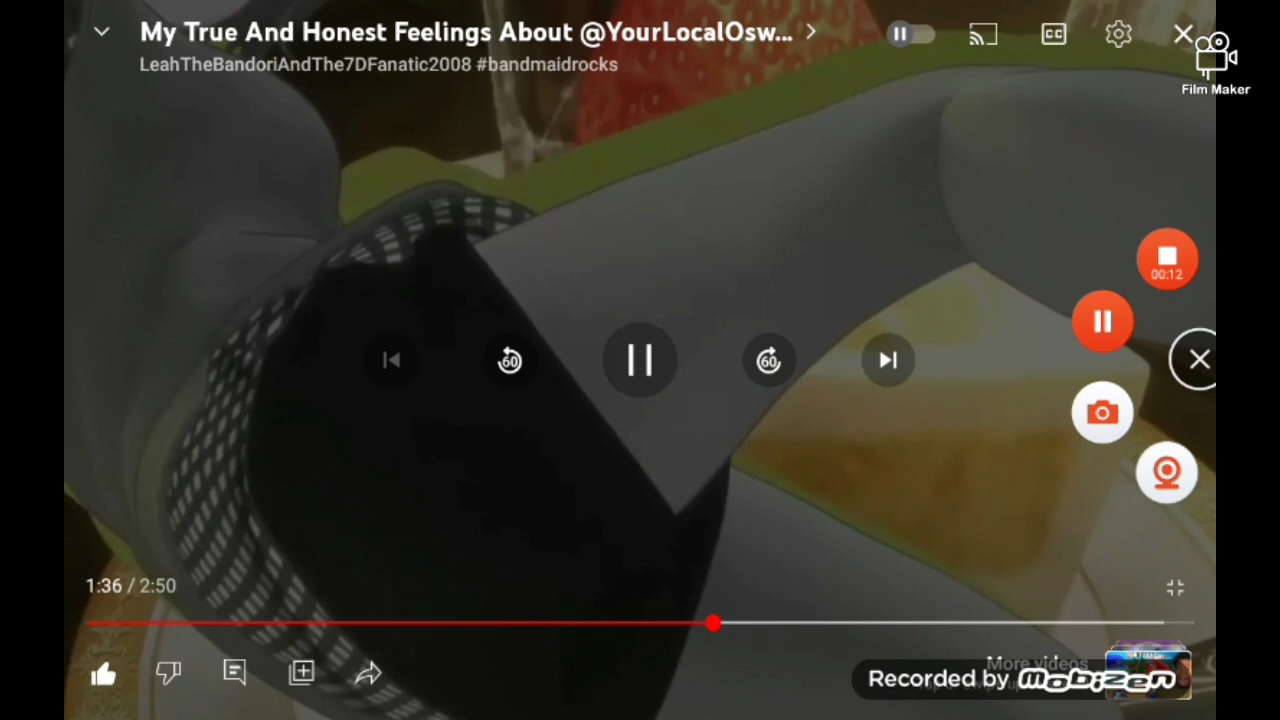 My True And Honest Feelings About @YourLocalOsw...
LeahTheBandoriAndThe7DFanatic2008 #bandmaidrocks
CC
Film Maker
00:12
60
60
1:36 / 2:50
More videos
Recorded by Mobizen